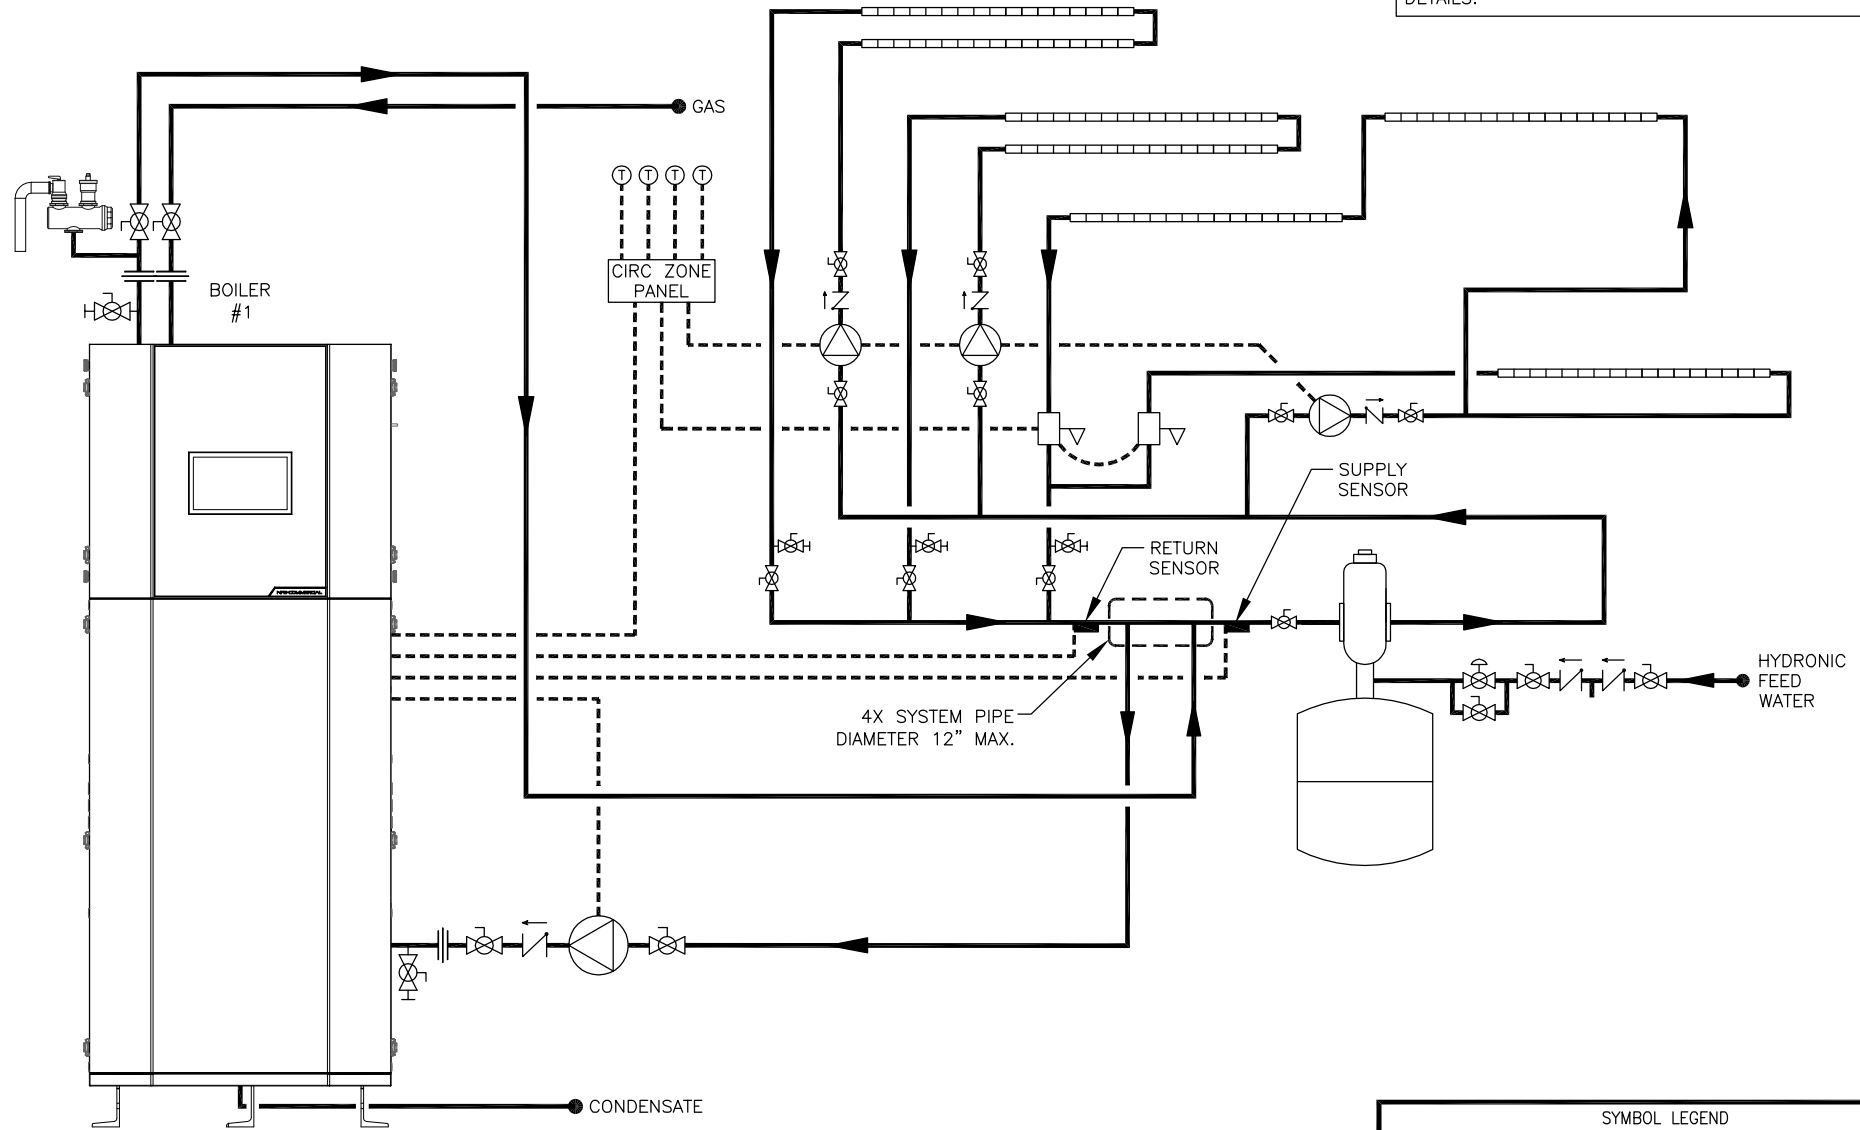 DETAILS.
GAS
T T T T
CIRC ZONE
PANEL
BOILER
#1
SUPPLY
SENSOR
RETURN
SENSOR
HYDRONIC
FEED
WATER
4X SYSTEM PIPE
DIAMETER 12" MAX.
CONDENSATE
SYMBOL LEGEND